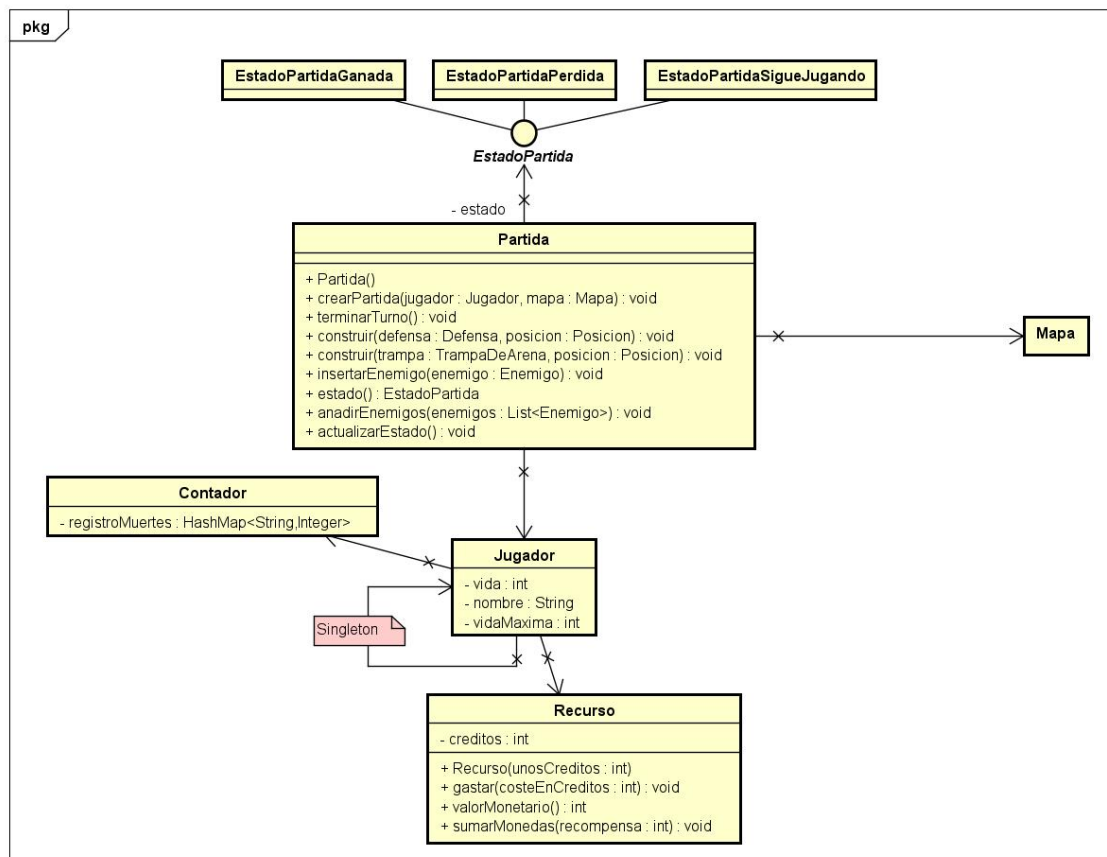 pkg
EstadoPartidaGanada
EstadoPartidaPerdida
EstadoPartidaSigueJugando
EstadoPartida
- estado
Partida
+ Partida()
+ crearPartida(jugador : Jugador, mapa : Mapa) : void
+ terminarTurno() : void
+ construir(defensa : Defensa, posicion : Posicion) : void
+ construir(trampa : TrampaDeArena, posicion : Posicion) : void
+ insertarEnemigo(enemigo : Enemigo) : void
+ estado() : EstadoPartida
+ anadirEnemigos(enemigos : List<Enemigo>) : void
+ actualizarEstado() : void
Mapa
Contador
- registroMuertes : HashMap<String,Integer>
Jugador
- vida : int
- nombre : String
- vidaMaxima : int
Singleton
Recurso
- creditos : int
+ Recurso(unosCreditos : int)
+ gastar(costeEnCreditos : int) : void
+ valorMonetario() : int
+ sumarMonedas(recompensa : int) : void